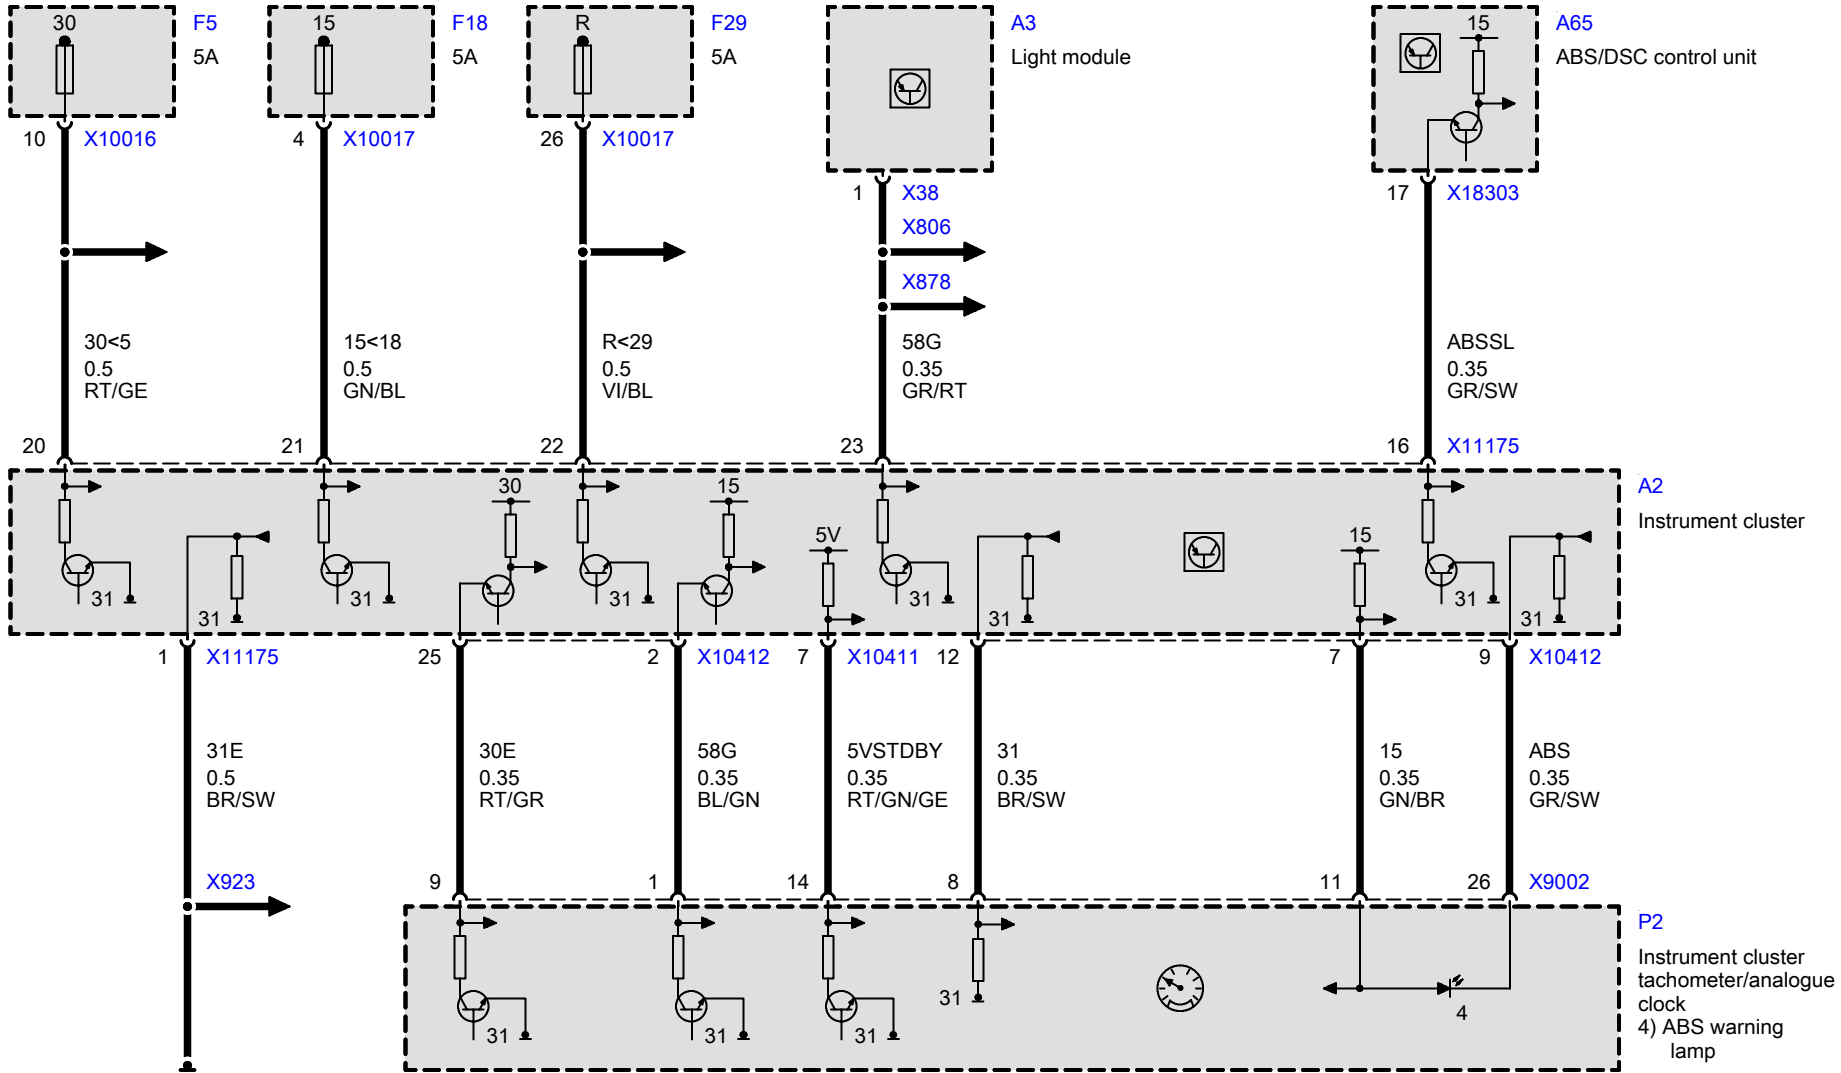 30 F5 15 F18 R F29 A3 15 A65
5A 5A 5A Light module ABS/DSC control unit
10 X10016 4 X10017 26 X10017
1 X38 17 X18303
X806
X878
30<5 15<18 R<29 58G ABSSL
0.5 0.5 0.5 0.35 0.35
RT/GE GN/BL VI/BL GR/RT GR/SW
20 21 22 23 16 X11175
30 15 A2
Instrument cluster
5V 15
31 31 31 31 31
31 31 31
1 X11175 25 2 X10412 7 X10411 12 7 9 X10412
31E 30E 58G 5VSTDBY 31 15 ABS
0.5 0.35 0.35 0.35 0.35 0.35 0.35
BR/SW RT/GR BL/GN RT/GN/GE BR/SW GN/BR GR/SW
X923 9 1 14 8 11 26 X9002
P2
Instrument cluster
tachometer/analogue
clock
4) ABS warning
lamp
31 4
31 31 31